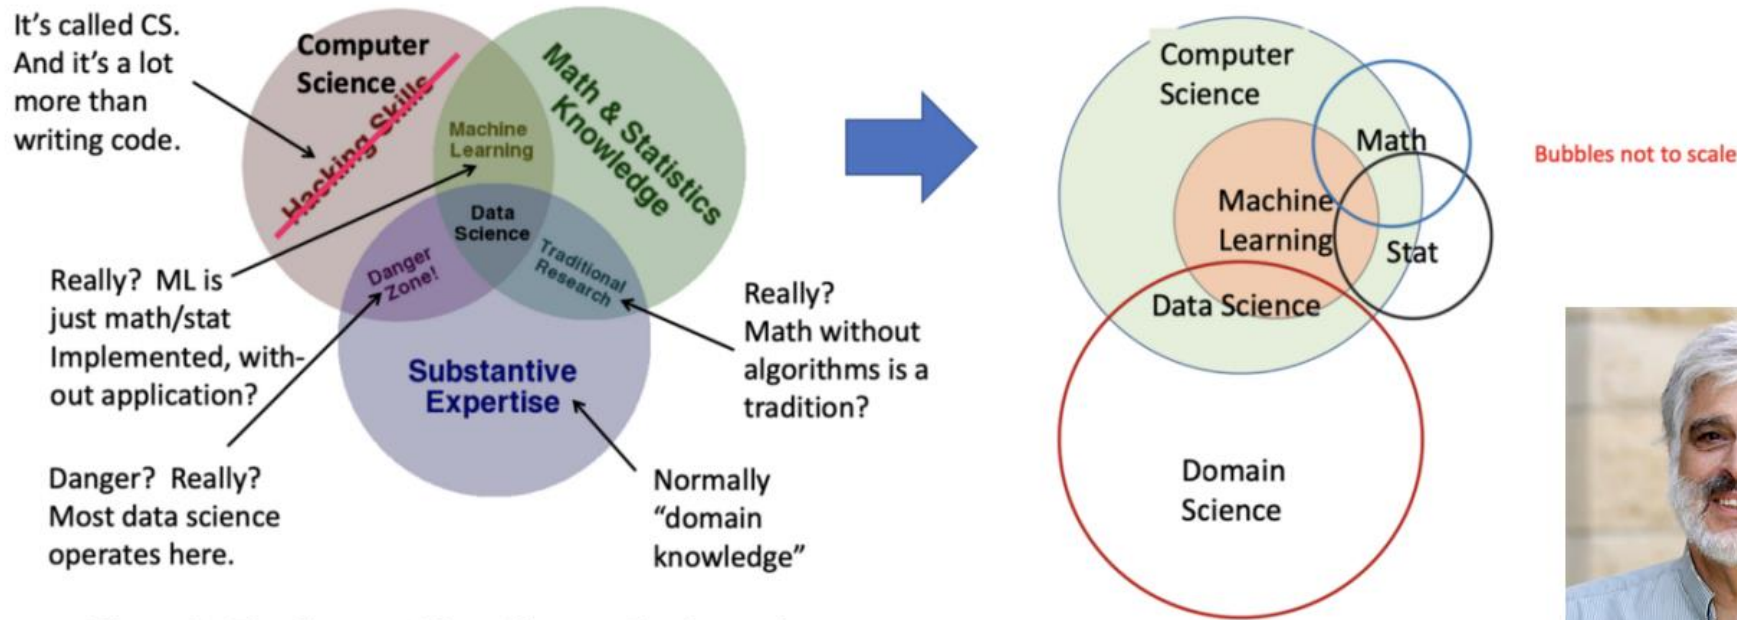 It's called CS.
And it's a lot
more than
writing code.
Computer
Science
Hacking Skills
Math & Statistics
Knowledge
Machine
Learning
Data
Science
Danger
Zone!
Traditional
Research
Substantive
Expertise
Really? ML is
just math/stat
Implemented, with-
out application?
Danger? Really?
Most data science
operates here.
Really?
Math without
algorithms is a
tradition?
Normally
"domain
knowledge"
Computer
Science
Math
Machine
Learning
Stat
Data Science
Domain
Science
Bubbles not to scale